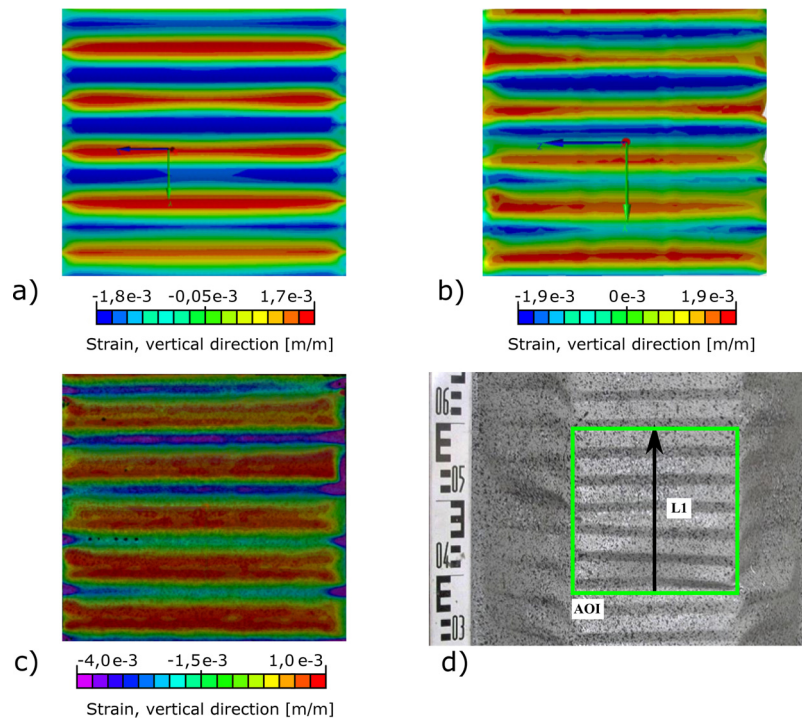 a)
-1,8e-3 -0,05e-3 1,7e-3
Strain, vertical direction [m/m]
b)
-1,9e-3 0e-3 1,9e-3
Strain, vertical direction [m/m]
c)
-4,0e-3 -1,5e-3 1,0e-3
Strain, vertical direction [m/m]
06
05
04
03
L1
AOI
d)